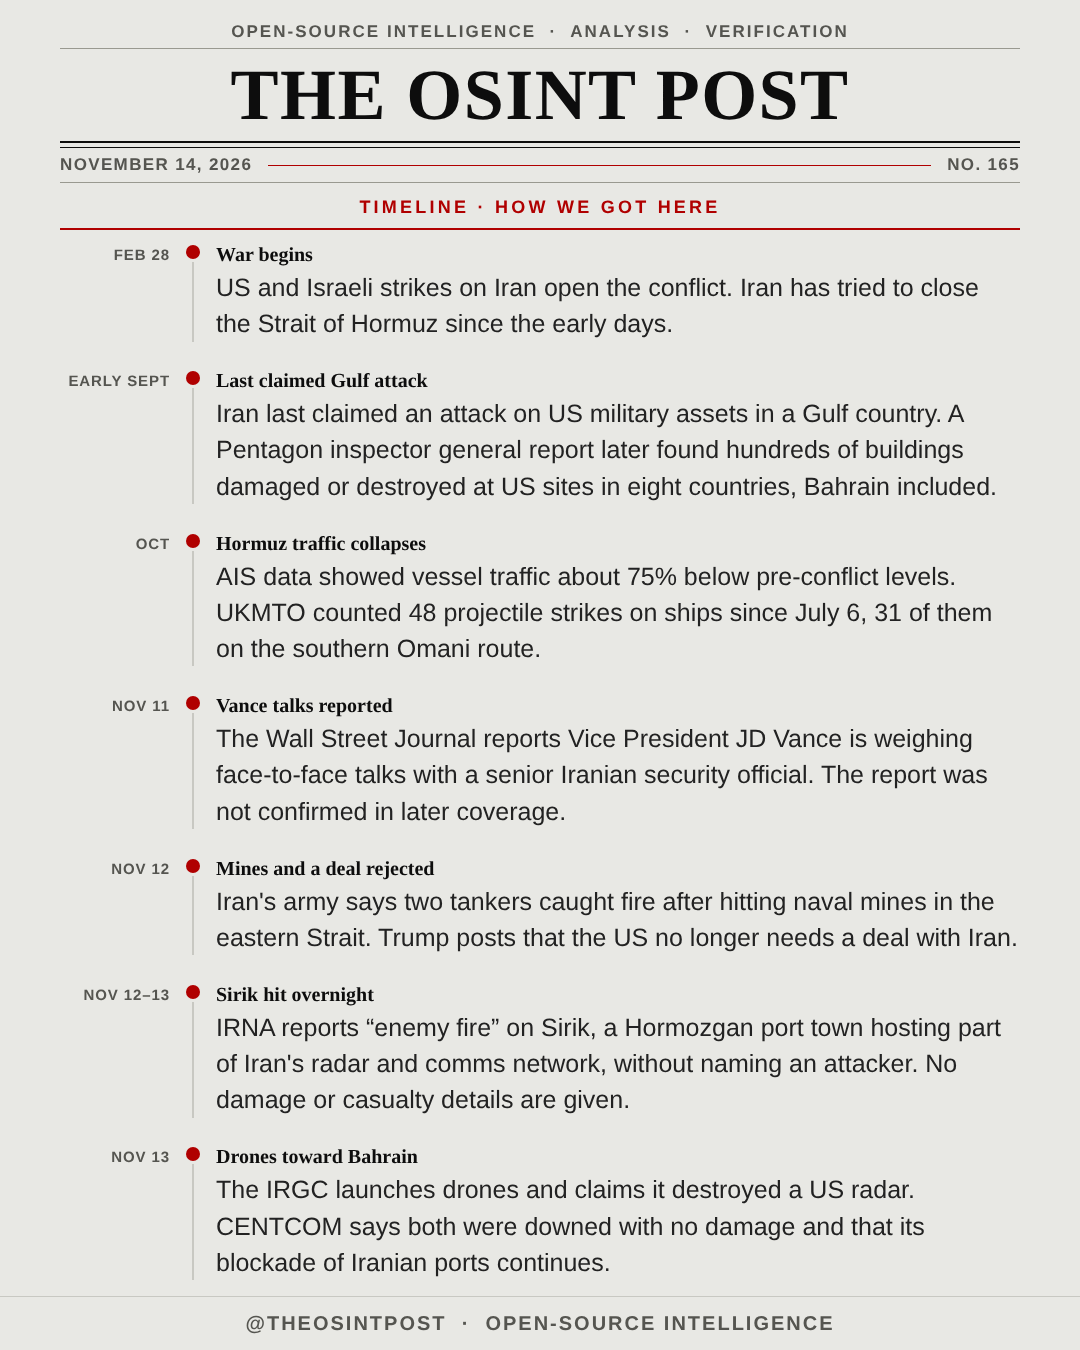 OPEN-SOURCE INTELLIGENCE · ANALYSIS · VERIFICATION
THE OSINT POST
NOVEMBER 14, 2026 NO. 165
TIMELINE · HOW WE GOT HERE
FEB 28 War begins
US and Israeli strikes on Iran open the conflict. Iran has tried to close
the Strait of Hormuz since the early days.
EARLY SEPT Last claimed Gulf attack
Iran last claimed an attack on US military assets in a Gulf country. A
Pentagon inspector general report later found hundreds of buildings
damaged or destroyed at US sites in eight countries, Bahrain included.
OCT Hormuz traffic collapses
AIS data showed vessel traffic about 75% below pre-conflict levels.
UKMTO counted 48 projectile strikes on ships since July 6, 31 of them
on the southern Omani route.
NOV 11 Vance talks reported
The Wall Street Journal reports Vice President JD Vance is weighing
face-to-face talks with a senior Iranian security official. The report was
not confirmed in later coverage.
NOV 12 Mines and a deal rejected
Iran's army says two tankers caught fire after hitting naval mines in the
eastern Strait. Trump posts that the US no longer needs a deal with Iran.
NOV 12–13 Sirik hit overnight
IRNA reports “enemy fire” on Sirik, a Hormozgan port town hosting part
of Iran's radar and comms network, without naming an attacker. No
damage or casualty details are given.
NOV 13 Drones toward Bahrain
The IRGC launches drones and claims it destroyed a US radar.
CENTCOM says both were downed with no damage and that its
blockade of Iranian ports continues.
@THEOSINTPOST · OPEN-SOURCE INTELLIGENCE